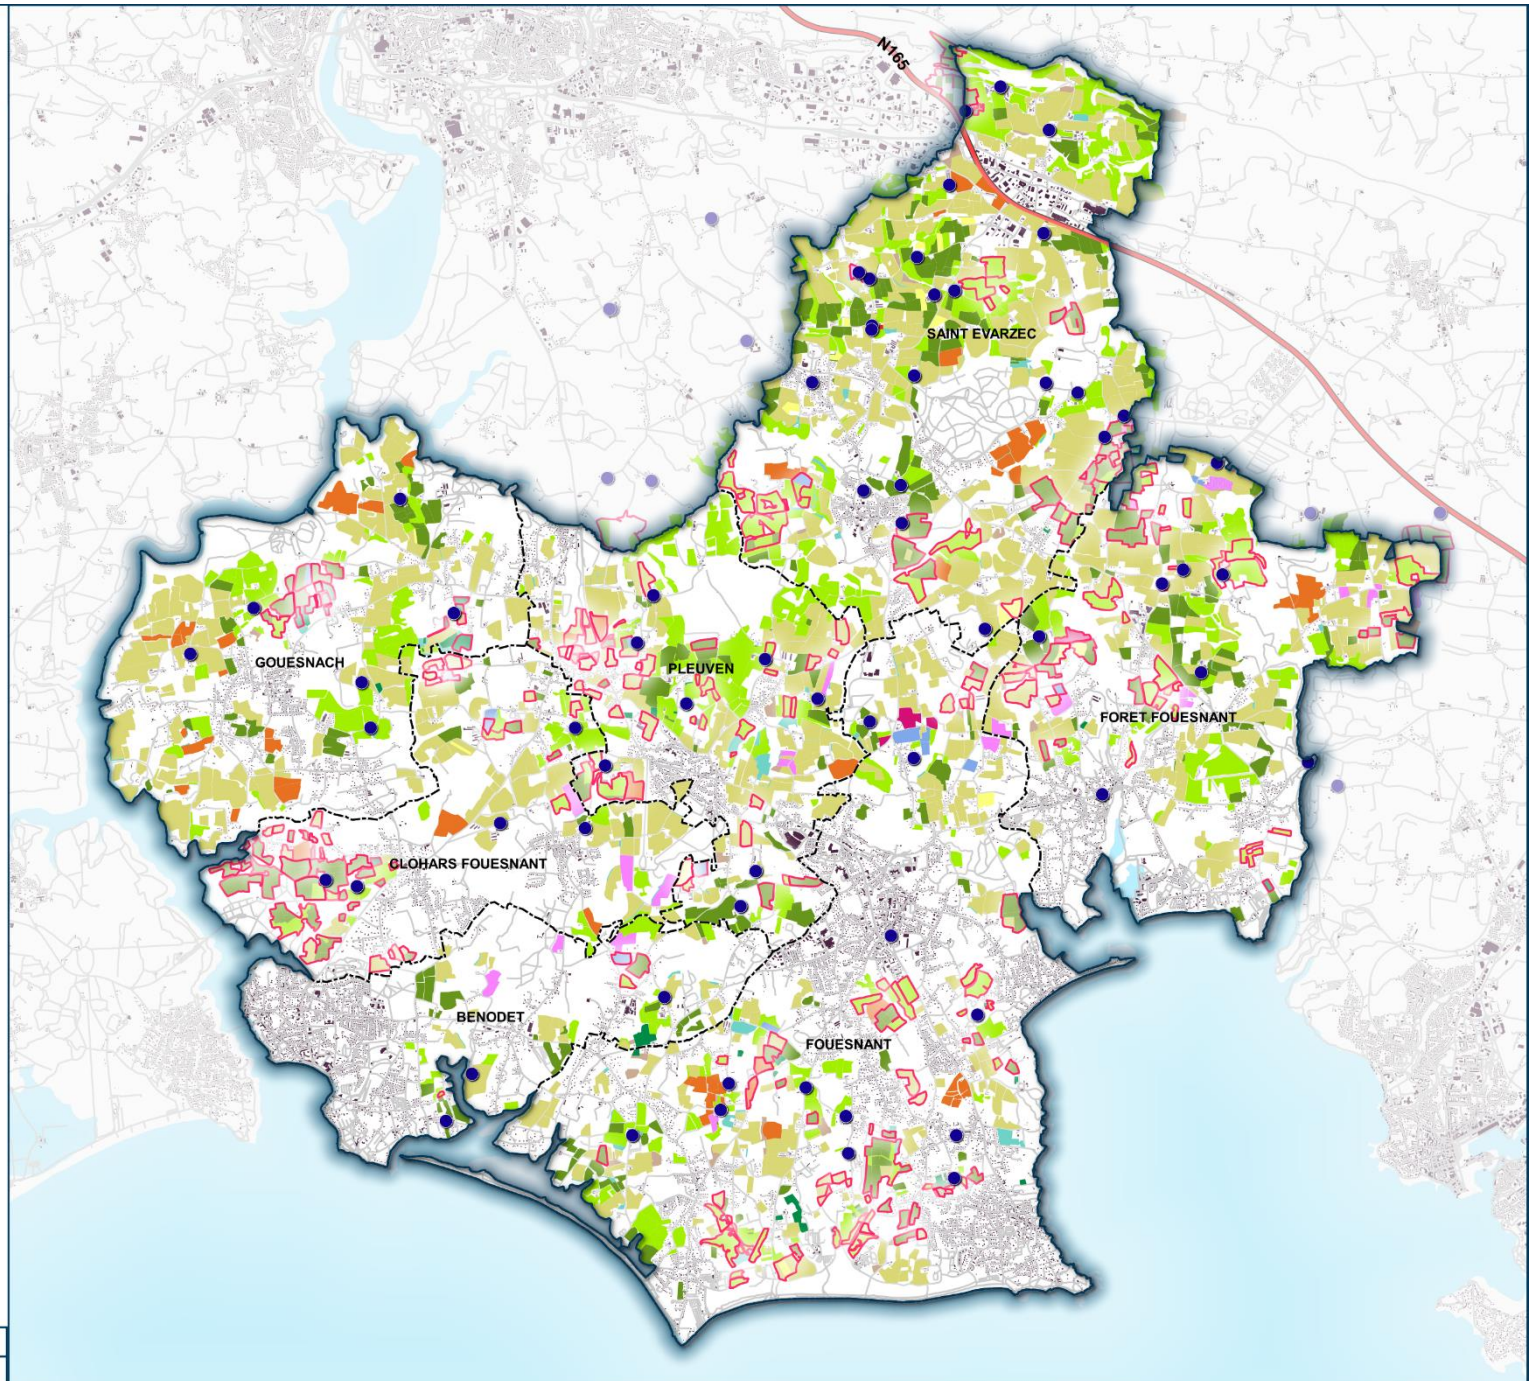 N165
SAINT EVARZEC
GOUESNACH
PLEUVEN
FORET FOUESNANT
CLOHARS FOUESNANT
BENODET
FOUESNANT